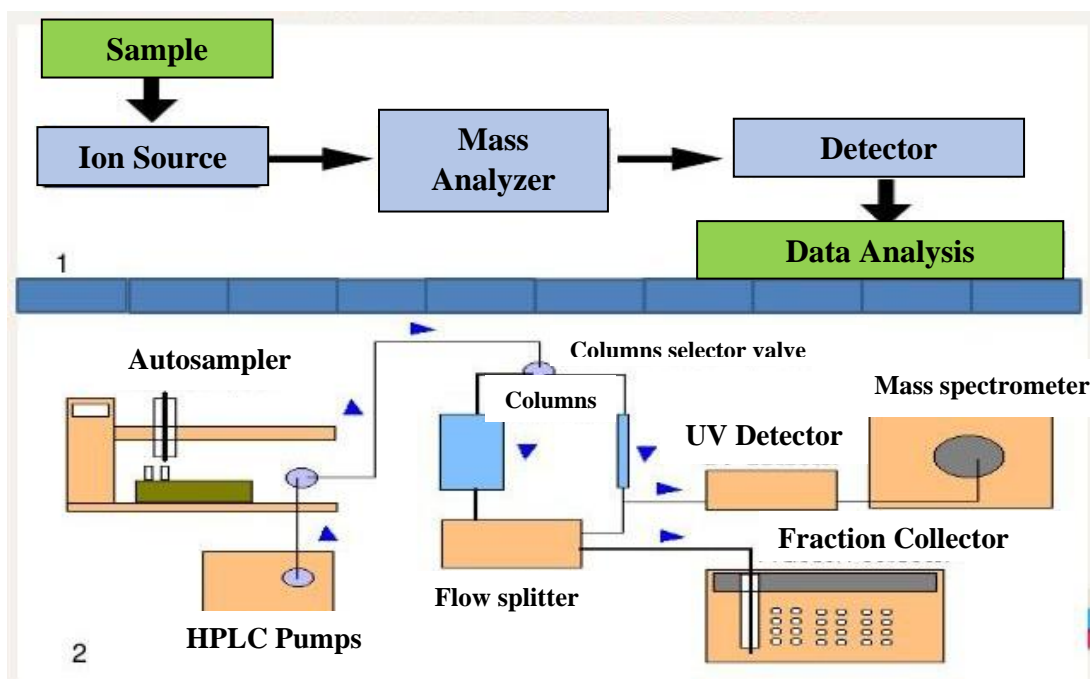 Sample
Ion Source
Mass
Analyzer
Detector
Data Analysis
1
Autosampler
Columns selector valve
Columns
Mass spectrometer
UV Detector
Fraction Collector
Flow splitter
HPLC Pumps
2